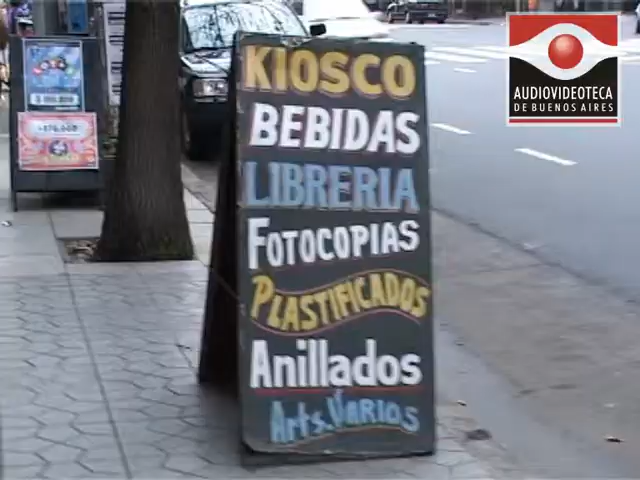 KIOSCO
BEBIDAS
LIBRERIA
FOTOCOPIAS
PLASTIFICADOS
Anillados
Arts. VARIOS
AUDIOVIDEOTECA
DE BUENOS AIRES